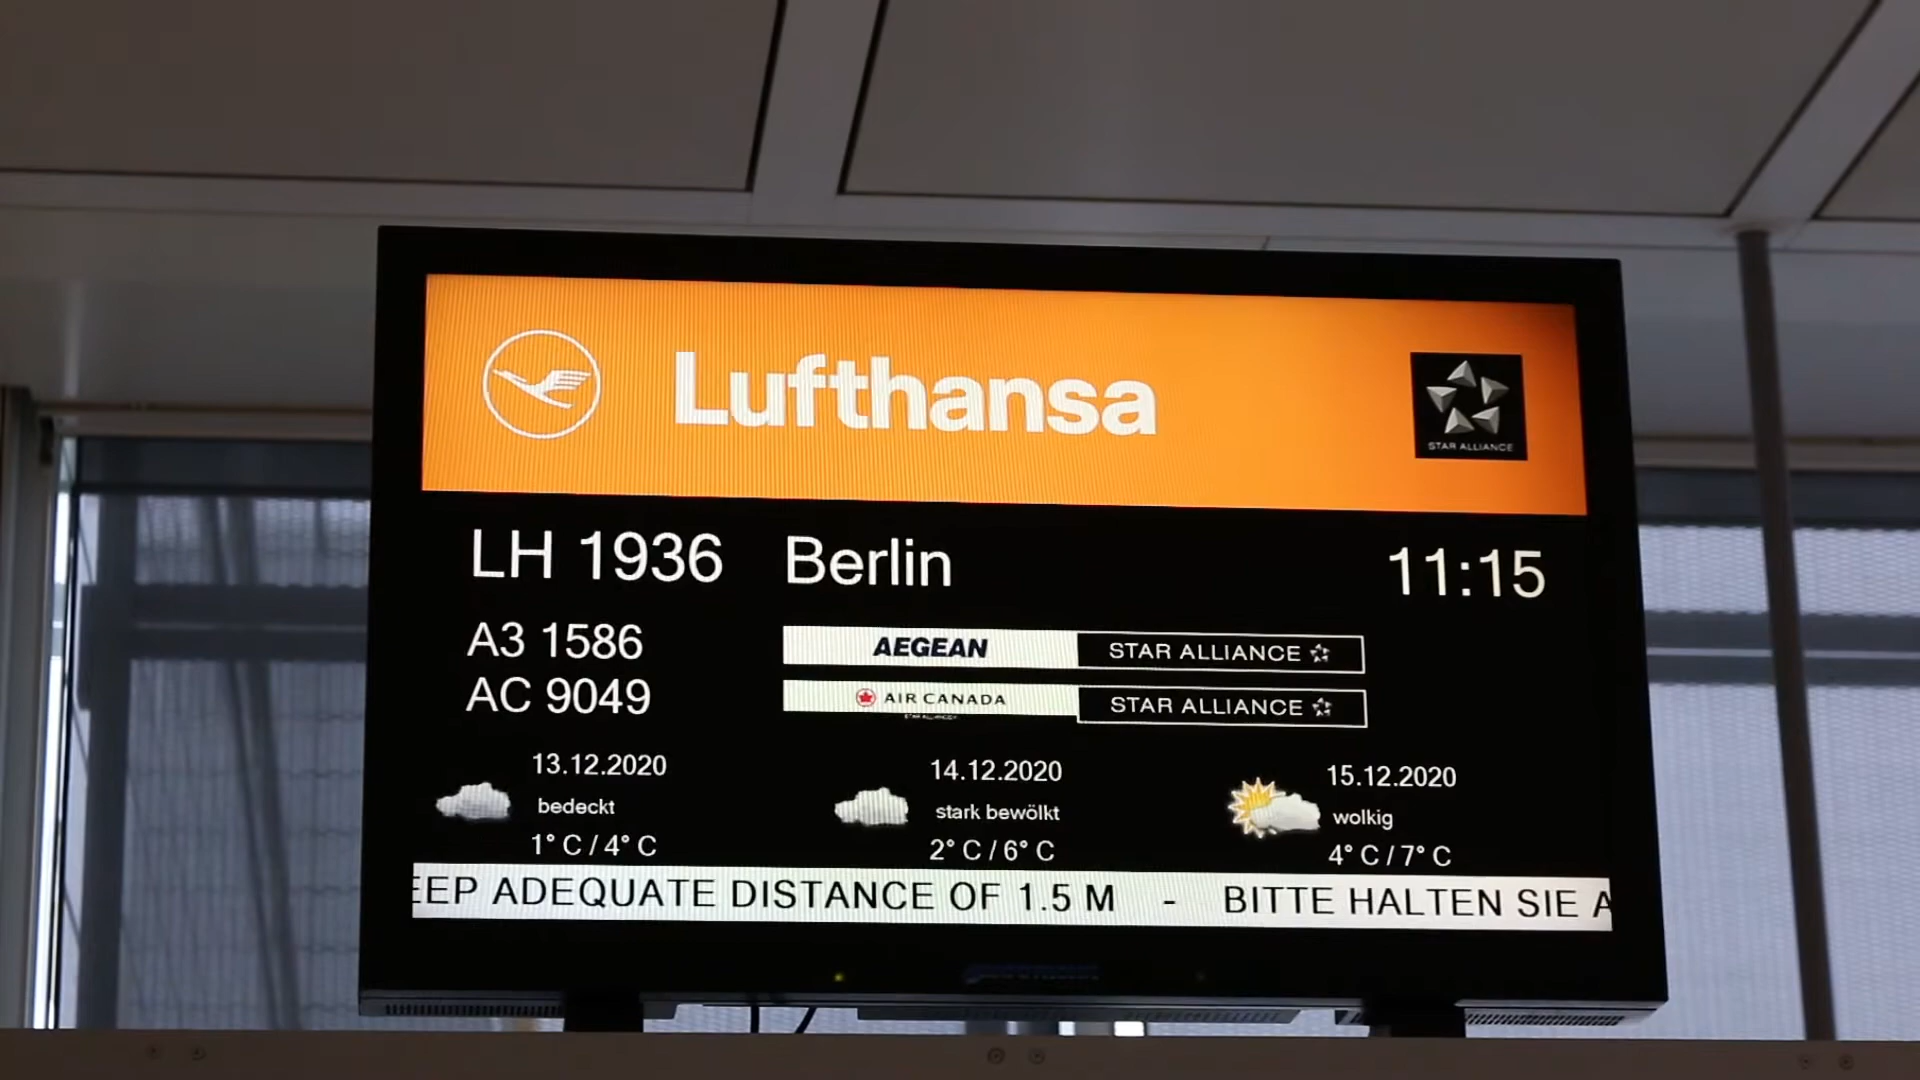 Lufthansa
STAR ALLIANCE
LH 1936 Berlin 11:15
A3 1586 AEGEAN STAR ALLIANCE
AC 9049 AIR CANADA STAR ALLIANCE
13.12.2020 14.12.2020 15.12.2020
bedeckt stark bewölkt wolkig
1° C / 4° C 2° C / 6° C 4° C / 7° C
EEP ADEQUATE DISTANCE OF 1.5 M - BITTE HALTEN SIE A